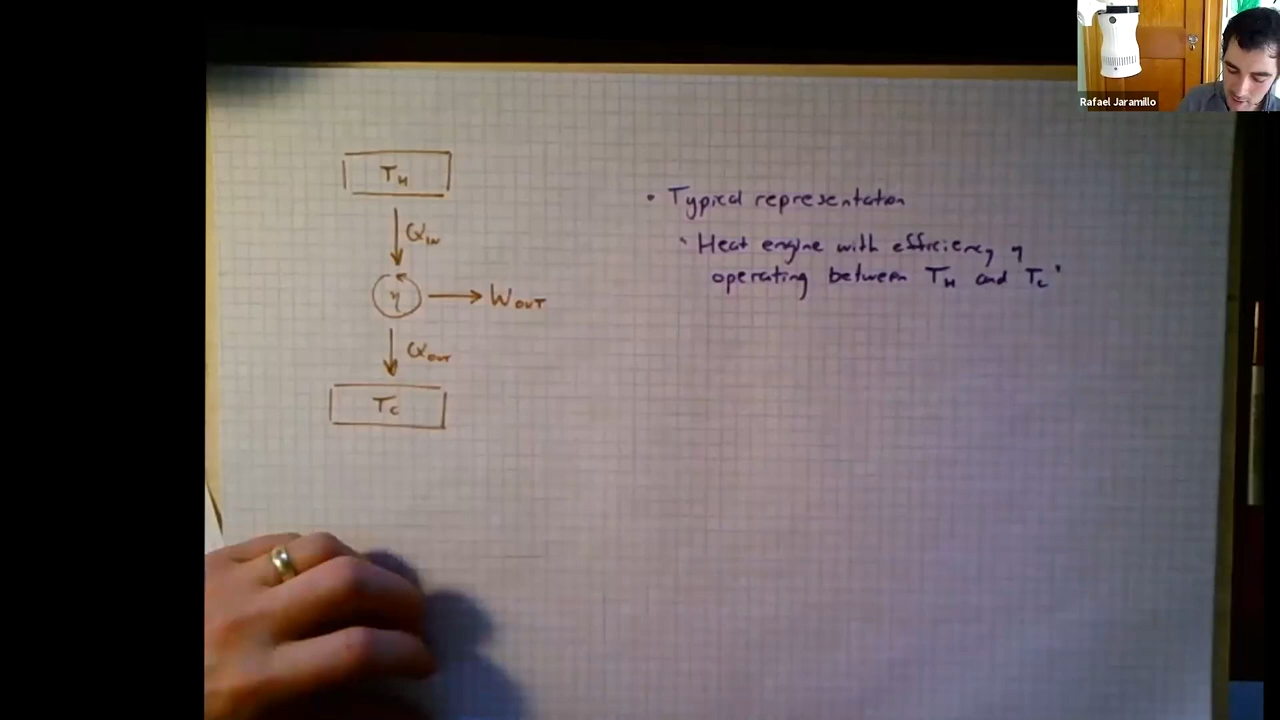 Rafael Jaramillo
T_H
Q_IN
η
W_OUT
Q_OUT
T_C
• Typical representation
" Heat engine with efficiency η
operating between T_H and T_C "